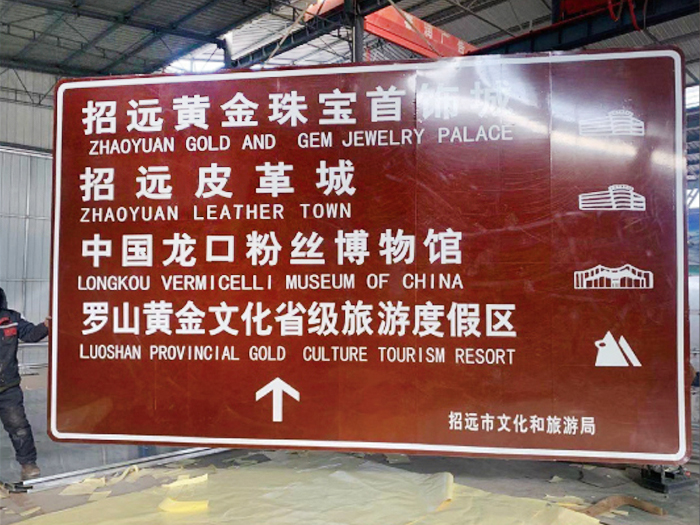 招远黄金珠宝首饰城
ZHAOYUAN GOLD AND GEM JEWELRY PALACE
招远皮革城
ZHAOYUAN LEATHER TOWN
中国龙口粉丝博物馆
LONGKOU VERMICELLI MUSEUM OF CHINA
罗山黄金文化省级旅游度假区
LUOSHAN PROVINCIAL GOLD CULTURE TOURISM RESORT
招远市文化和旅游局